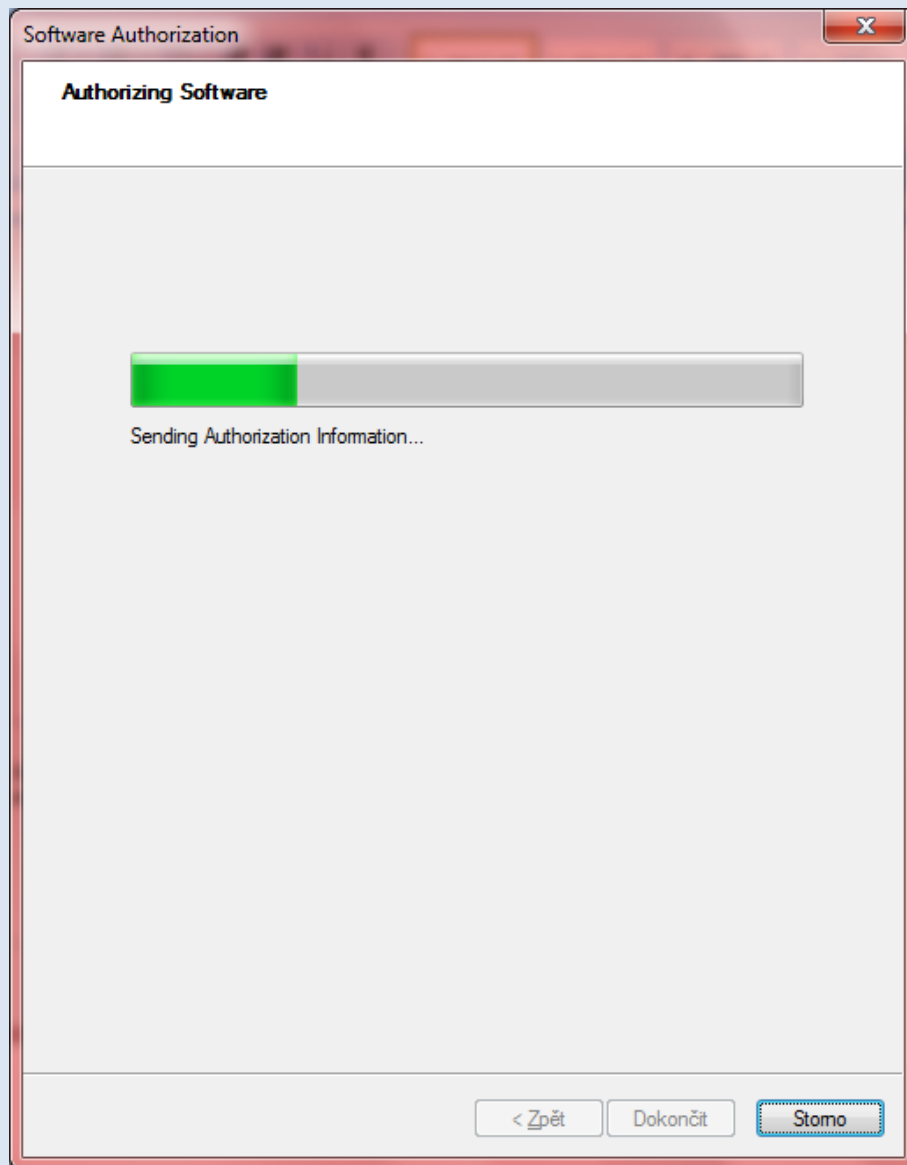 Software Authorization
Authorizing Software
Sending Authorization Information...
< Zpět
Dokončit
Storno